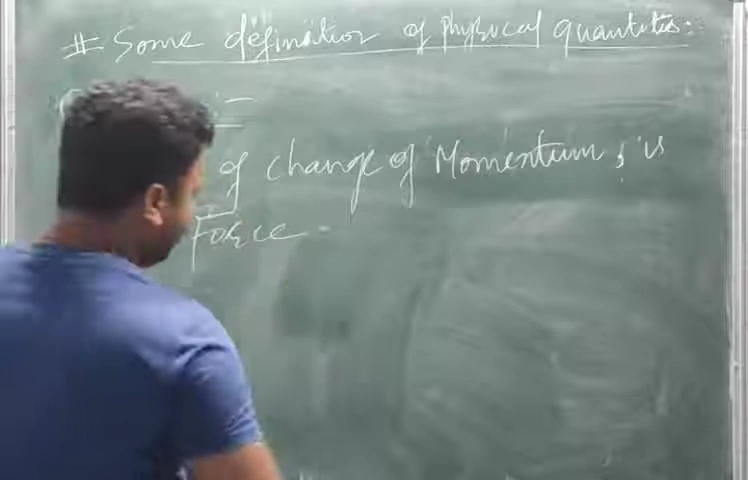 # Some defination of physical quantities:
:-
of change of Momentum, is
Force.